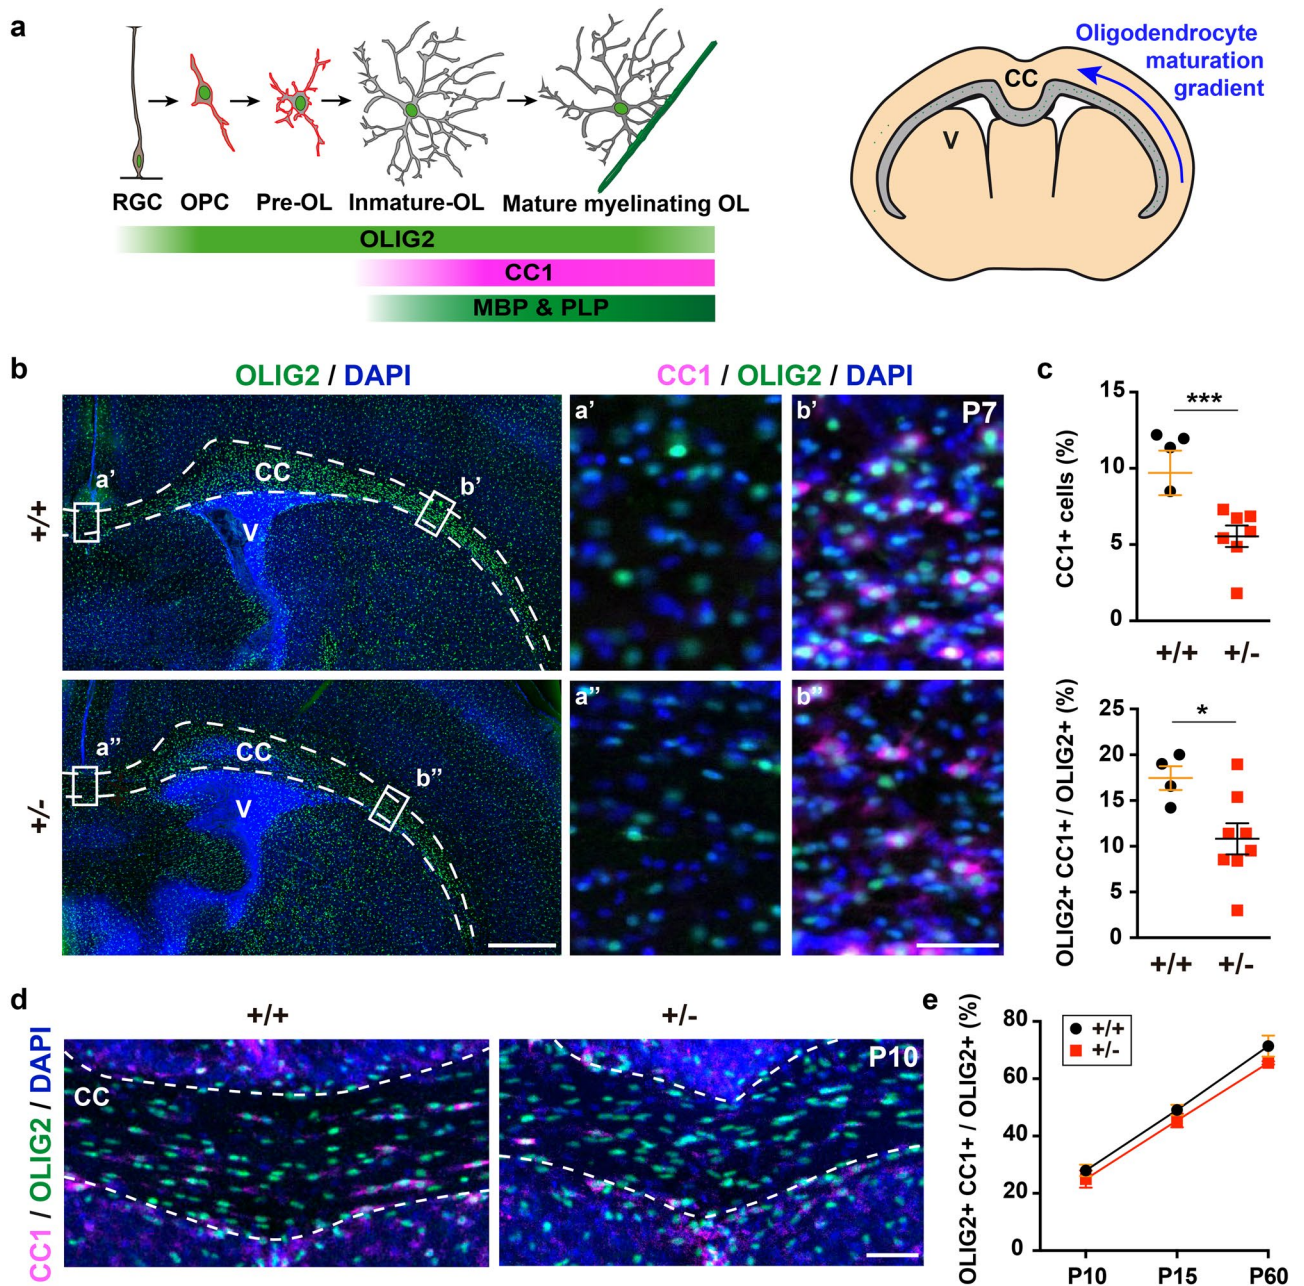 a
RGC OPC Pre-OL Inmature-OL Mature myelinating OL
OLIG2
CC1
MBP & PLP
Oligodendrocyte
maturation
gradient
CC
V
b
OLIG2 / DAPI
CC1 / OLIG2 / DAPI
+/+
a’
CC
b’
V
a’
b’
P7
+/-
a”
CC
b”
V
a”
b”
c
CC1+ cells (%)
15
10
5
0
***
+/+ +/-
OLIG2+ CC1+ / OLIG2+ (%)
25
20
15
10
5
0
*
+/+ +/-
d
+/+ +/-
CC1 / OLIG2 / DAPI
CC
P10
e
OLIG2+ CC1+ / OLIG2+ (%)
80
60
40
20
0
+/+
+/-
P10 P15 P60